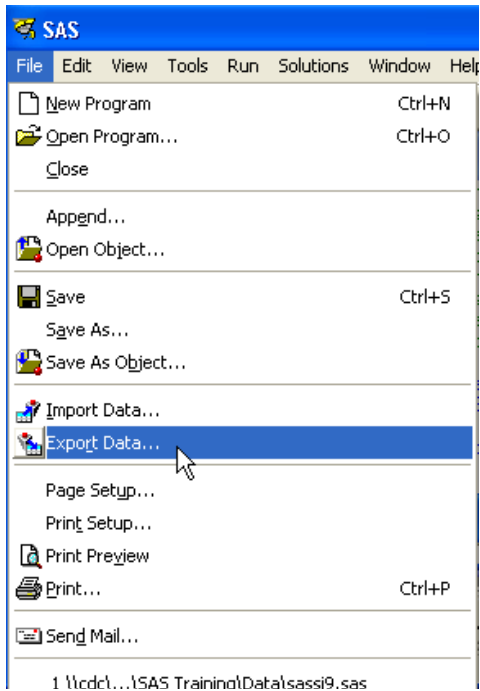 SAS
File Edit View Tools Run Solutions Window Help
New Program Ctrl+N
Open Program... Ctrl+O
Close
Append...
Open Object...
Save Ctrl+S
Save As...
Save As Object...
Import Data...
Export Data...
Page Setup...
Print Setup...
Print Preview
Print... Ctrl+P
Send Mail...
1 \\cdc\...\SAS Training\Data\sassi9.sas